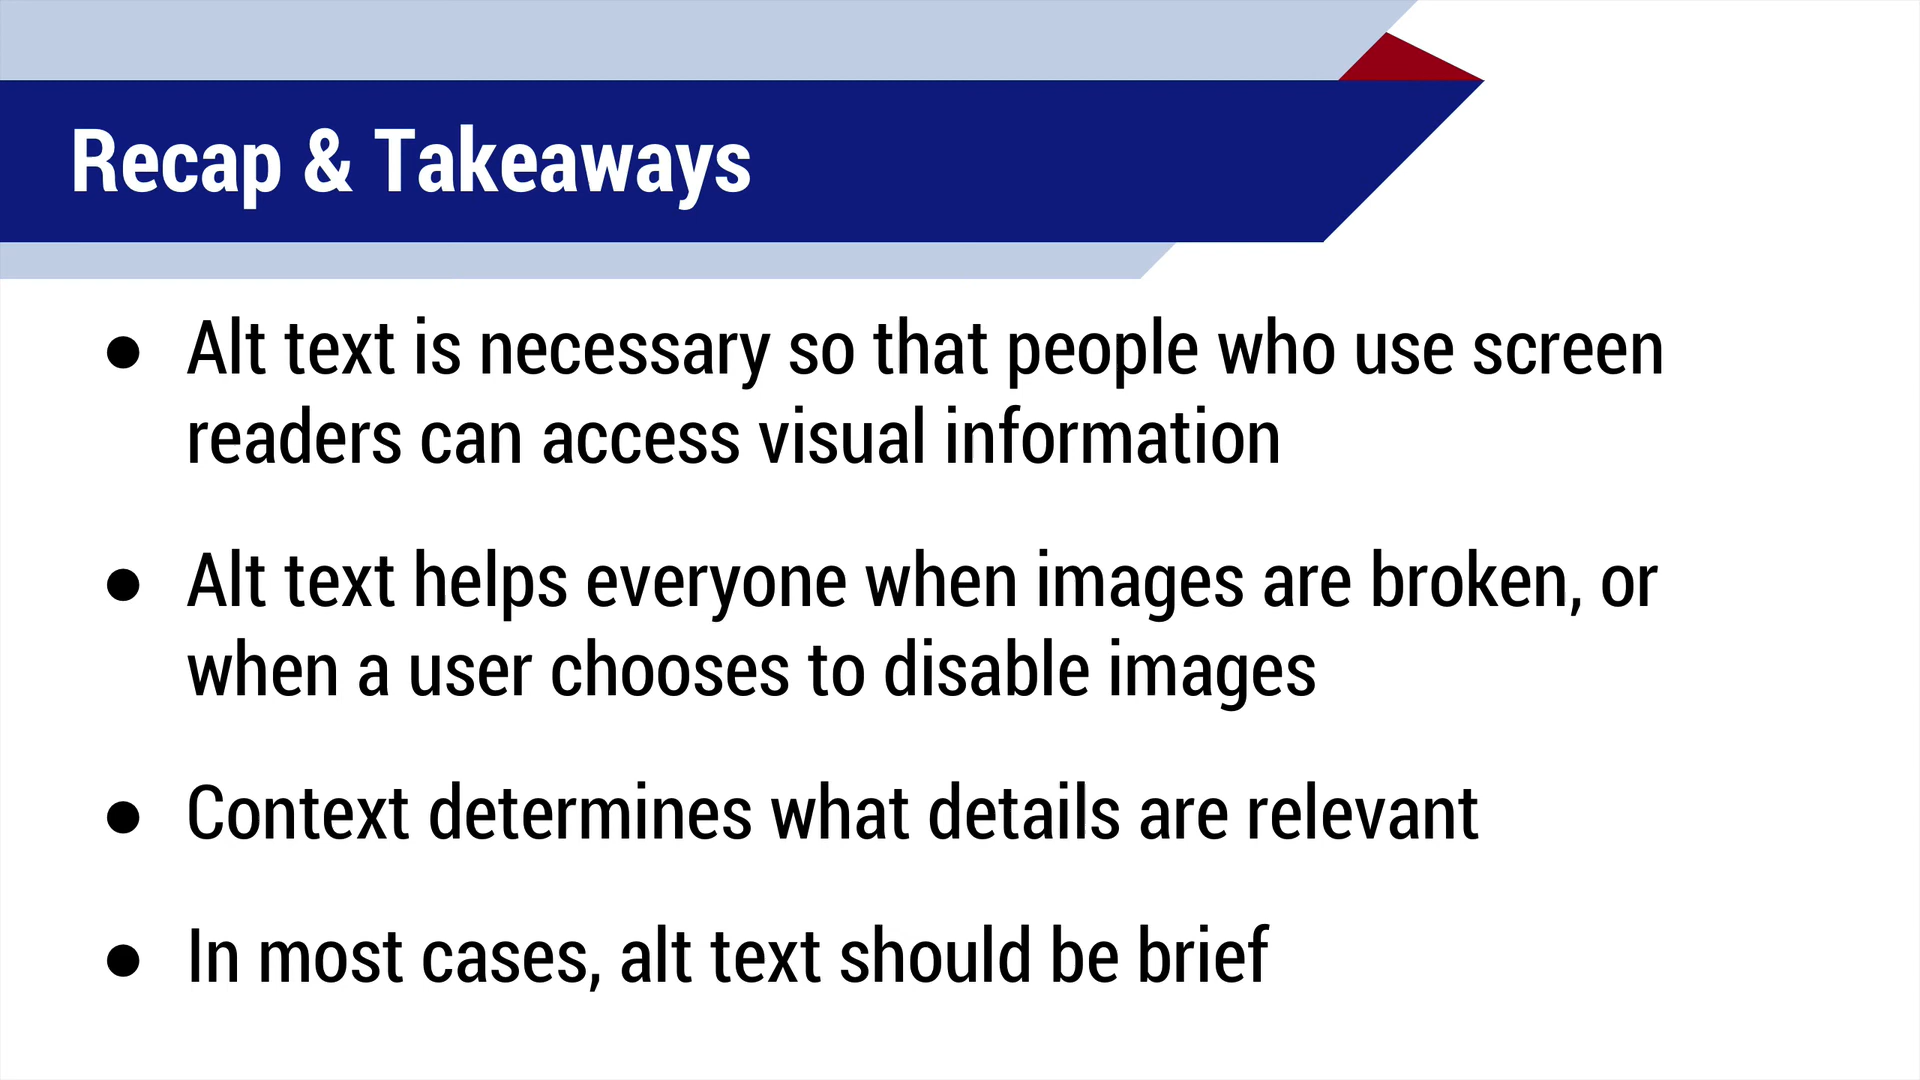 Recap & Takeaways
● Alt text is necessary so that people who use screen
readers can access visual information
● Alt text helps everyone when images are broken, or
when a user chooses to disable images
● Context determines what details are relevant
● In most cases, alt text should be brief